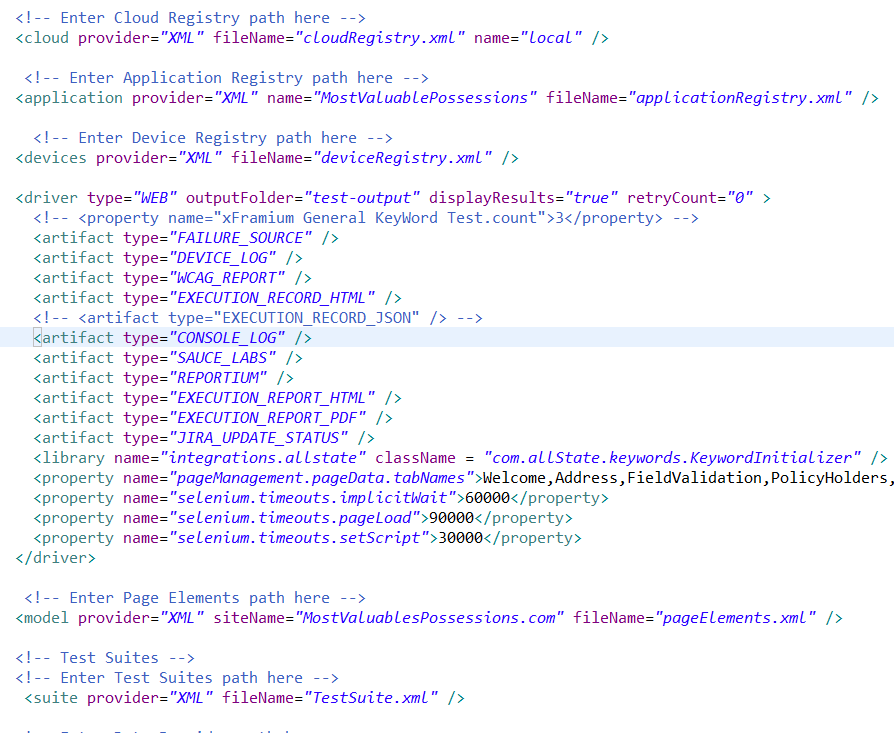 <!-- Enter Cloud Registry path here -->
<cloud provider="XML" fileName="cloudRegistry.xml" name="local" />
<!-- Enter Application Registry path here -->
<application provider="XML" name="MostValuablePossessions" fileName="applicationRegistry.xml" />
<!-- Enter Device Registry path here -->
<devices provider="XML" fileName="deviceRegistry.xml" />
<driver type="WEB" outputFolder="test-output" displayResults="true" retryCount="0" >
<!-- <property name="xFramium General KeyWord Test.count">3</property> -->
<artifact type="FAILURE_SOURCE" />
<artifact type="DEVICE_LOG" />
<artifact type="WCAG_REPORT" />
<artifact type="EXECUTION_RECORD_HTML" />
<!-- <artifact type="EXECUTION_RECORD_JSON" /> -->
<artifact type="CONSOLE_LOG" />
<artifact type="SAUCE_LABS" />
<artifact type="REPORTIUM" />
<artifact type="EXECUTION_REPORT_HTML" />
<artifact type="EXECUTION_REPORT_PDF" />
<artifact type="JIRA_UPDATE_STATUS" />
<library name="integrations.allstate" className = "com.allState.keywords.KeywordInitializer" />
<property name="pageManagement.pageData.tabNames">Welcome,Address,FieldValidation,PolicyHolders,
<property name="selenium.timeouts.implicitWait">60000</property>
<property name="selenium.timeouts.pageLoad">90000</property>
<property name="selenium.timeouts.setScript">30000</property>
</driver>
<!-- Enter Page Elements path here -->
<model provider="XML" siteName="MostValuablesPossessions.com" fileName="pageElements.xml" />
<!-- Test Suites -->
<!-- Enter Test Suites path here -->
<suite provider="XML" fileName="TestSuite.xml" />